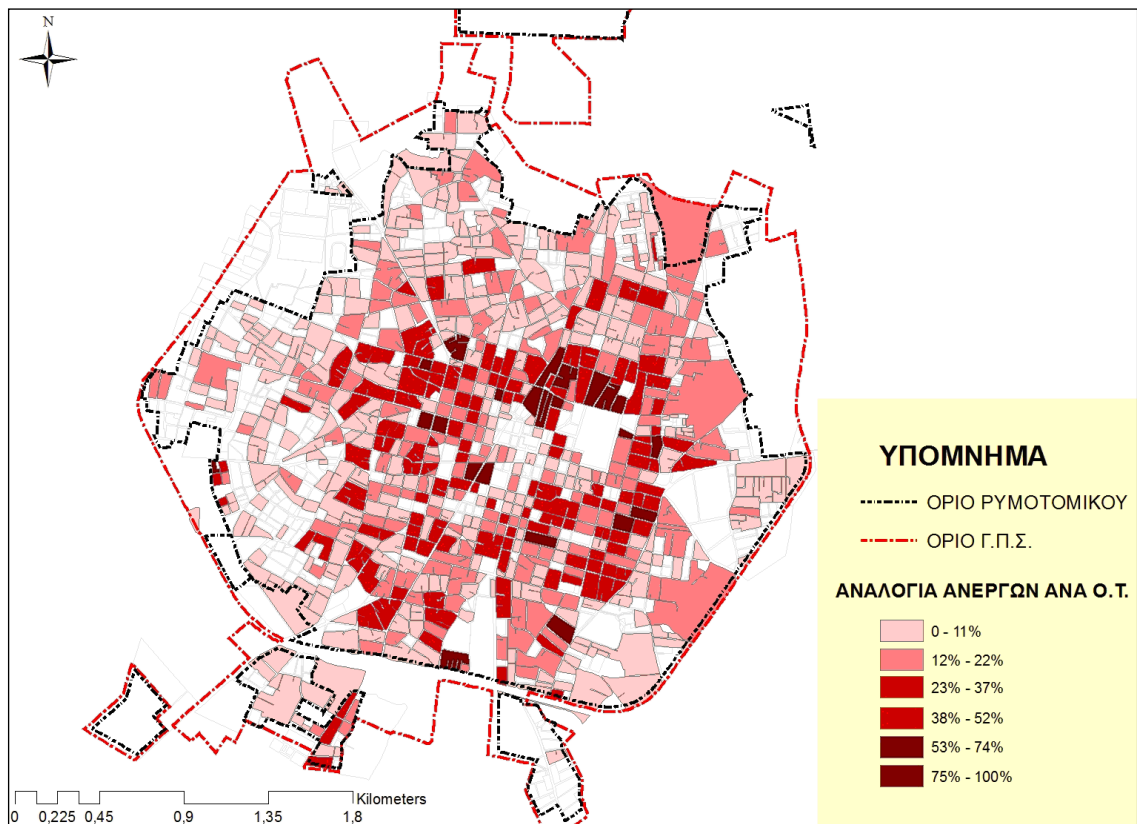 N
ΥΠΟΜΝΗΜΑ
ΟΡΙΟ ΡΥΜΟΤΟΜΙΚΟΥ
ΟΡΙΟ Γ.Π.Σ.
ΑΝΑΛΟΓΙΑ ΑΝΕΡΓΩΝ ΑΝΑ Ο.Τ.
0 - 11%
12% - 22%
23% - 37%
38% - 52%
53% - 74%
75% - 100%
Kilometers
0 0,225 0,45 0,9 1,35 1,8